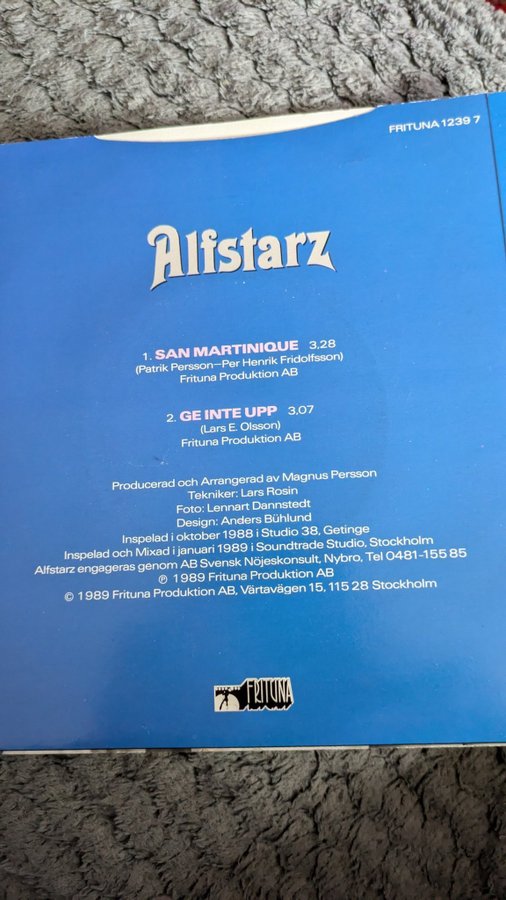 FRITUNA 1239 7
Alfstarz
1. SAN MARTINIQUE 3.28
(Patrik Persson–Per Henrik Fridolfsson)
Frituna Produktion AB
2. GE INTE UPP 3,07
(Lars E. Olsson)
Frituna Produktion AB
Producerad och Arrangerad av Magnus Persson
Tekniker: Lars Rosin
Foto: Lennart Dannstedt
Design: Anders Bühlund
Inspelad i oktober 1988 i Studio 38, Getinge
Inspelad och Mixad i januari 1989 i Soundtrade Studio, Stockholm
Alfstarz engageras genom AB Svensk Nöjeskonsult, Nybro, Tel 0481-155 85
℗ 1989 Frituna Produktion AB
© 1989 Frituna Produktion AB, Värtavägen 15, 115 28 Stockholm
FRITUNA